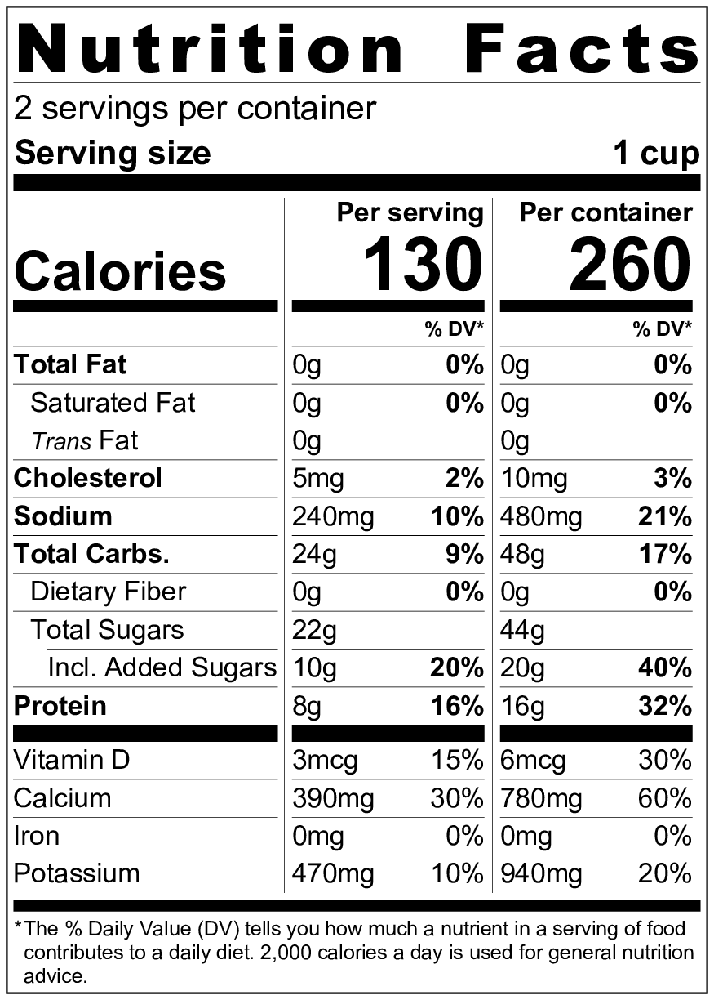 Nutrition Facts
2 servings per container
Serving size 1 cup
Per serving Per container
Calories 130 260
% DV* % DV*
Total Fat 0g 0% 0g 0%
Saturated Fat 0g 0% 0g 0%
Trans Fat 0g 0g
Cholesterol 5mg 2% 10mg 3%
Sodium 240mg 10% 480mg 21%
Total Carbs. 24g 9% 48g 17%
Dietary Fiber 0g 0% 0g 0%
Total Sugars 22g 44g
Incl. Added Sugars 10g 20% 20g 40%
Protein 8g 16% 16g 32%
Vitamin D 3mcg 15% 6mcg 30%
Calcium 390mg 30% 780mg 60%
Iron 0mg 0% 0mg 0%
Potassium 470mg 10% 940mg 20%
*The % Daily Value (DV) tells you how much a nutrient in a serving of food
contributes to a daily diet. 2,000 calories a day is used for general nutrition
advice.